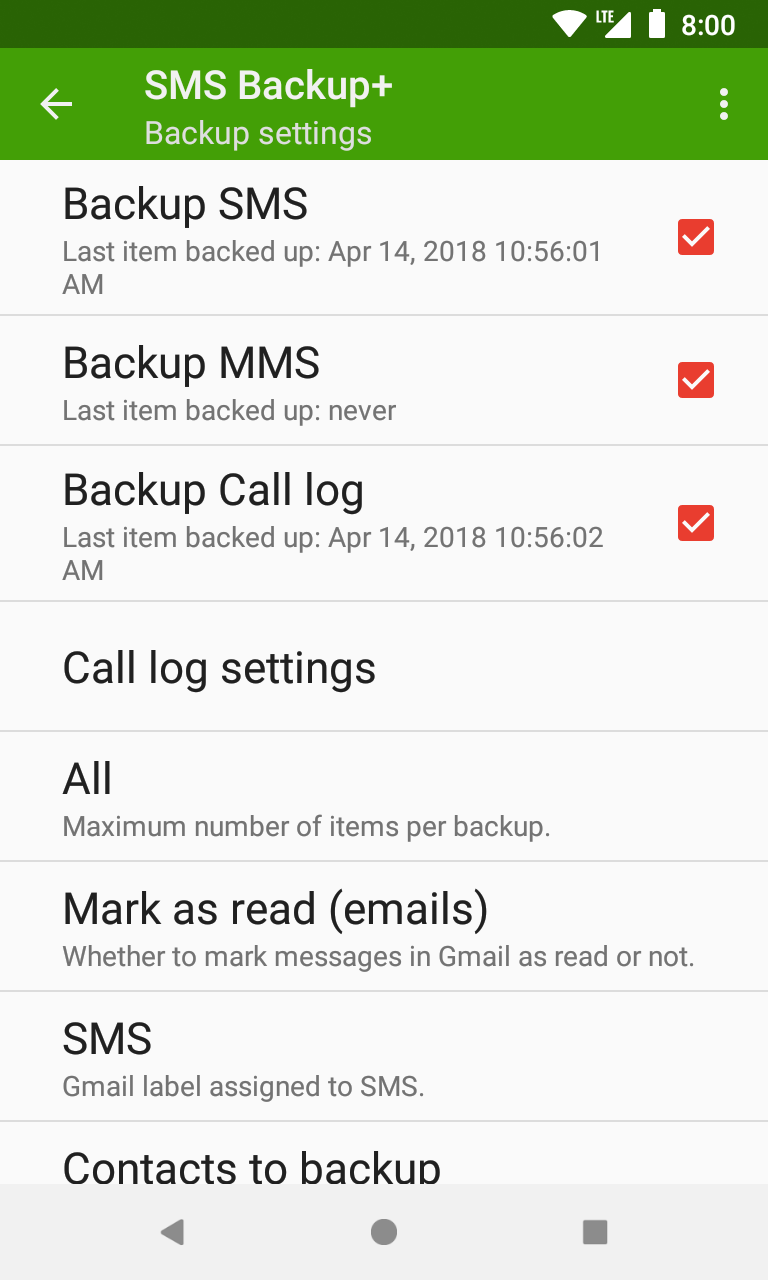 LTE 8:00
SMS Backup+
Backup settings
Backup SMS
Last item backed up: Apr 14, 2018 10:56:01
AM
Backup MMS
Last item backed up: never
Backup Call log
Last item backed up: Apr 14, 2018 10:56:02
AM
Call log settings
All
Maximum number of items per backup.
Mark as read (emails)
Whether to mark messages in Gmail as read or not.
SMS
Gmail label assigned to SMS.
Contacts to backup